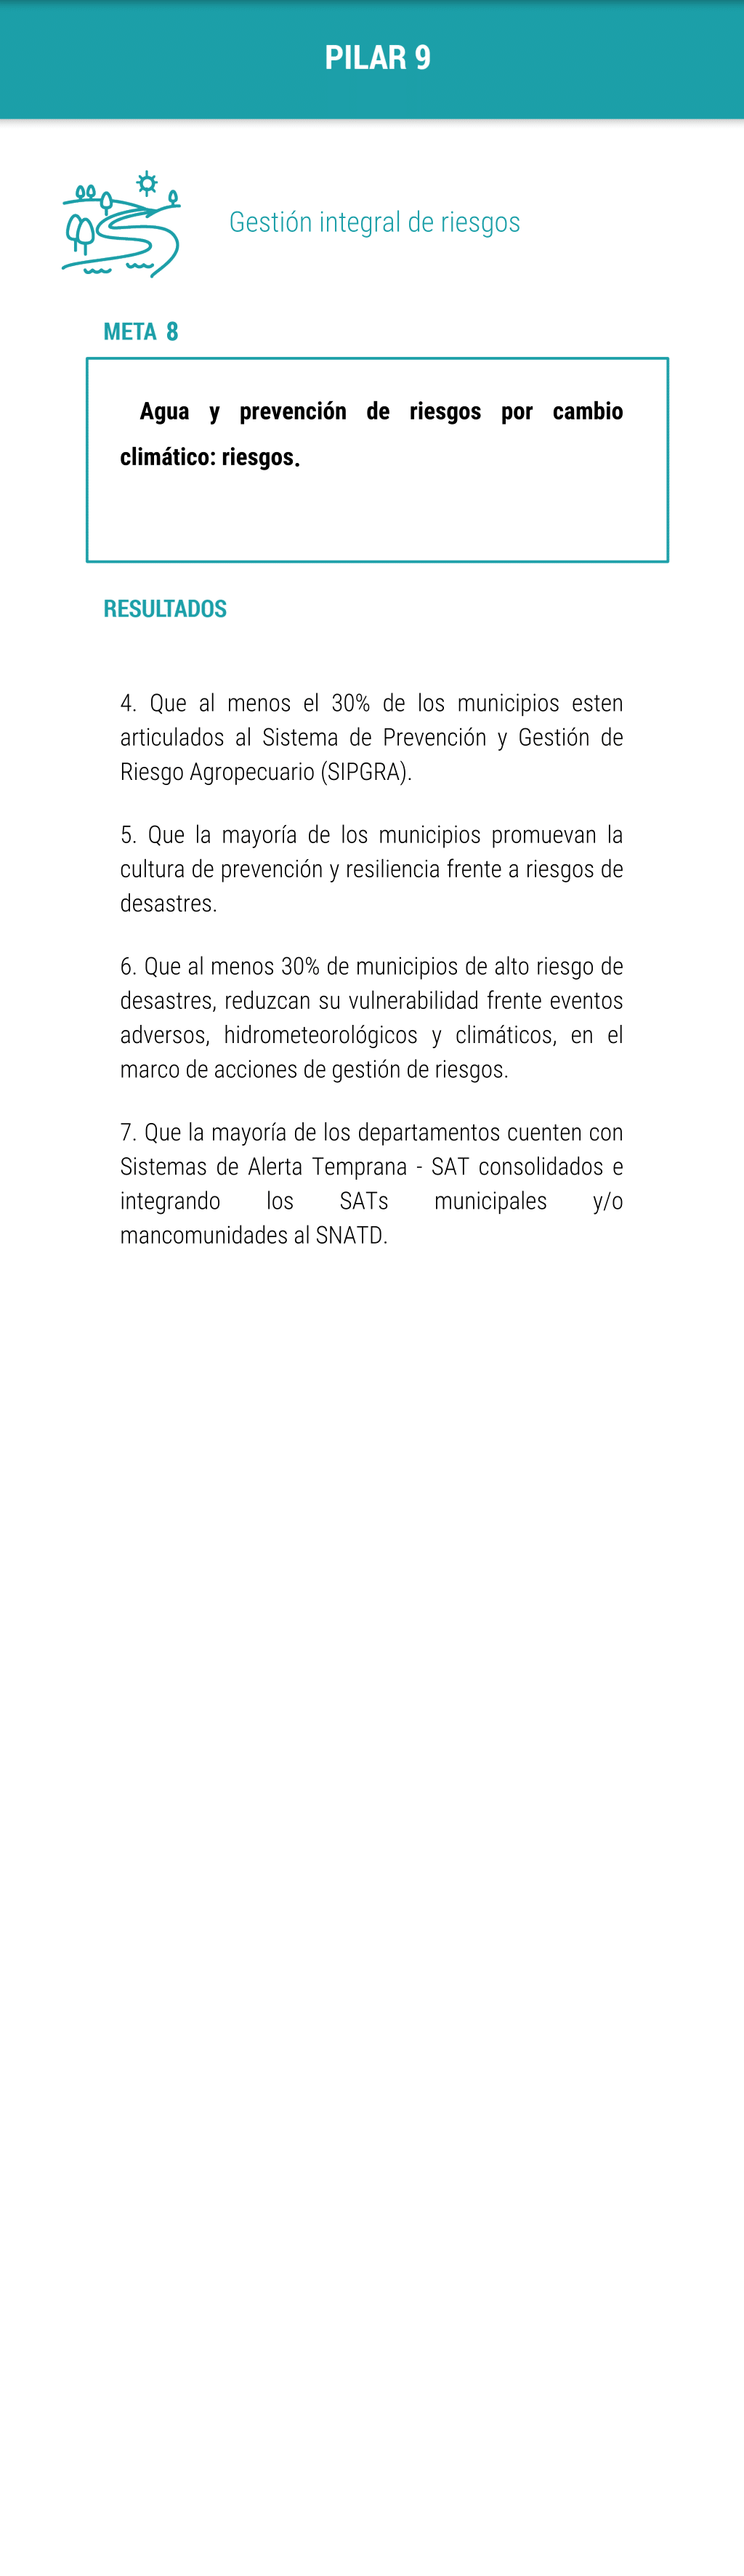 PILAR 9
Gestión integral de riesgos
META 8
Agua y prevención de riesgos por cambio
climático: riesgos.
RESULTADOS
4. Que al menos el 30% de los municipios esten
articulados al Sistema de Prevención y Gestión de
Riesgo Agropecuario (SIPGRA).
5. Que la mayoría de los municipios promuevan la
cultura de prevención y resiliencia frente a riesgos de
desastres.
6. Que al menos 30% de municipios de alto riesgo de
desastres, reduzcan su vulnerabilidad frente eventos
adversos, hidrometeorológicos y climáticos, en el
marco de acciones de gestión de riesgos.
7. Que la mayoría de los departamentos cuenten con
Sistemas de Alerta Temprana - SAT consolidados e
integrando los SATs municipales y/o
mancomunidades al SNATD.